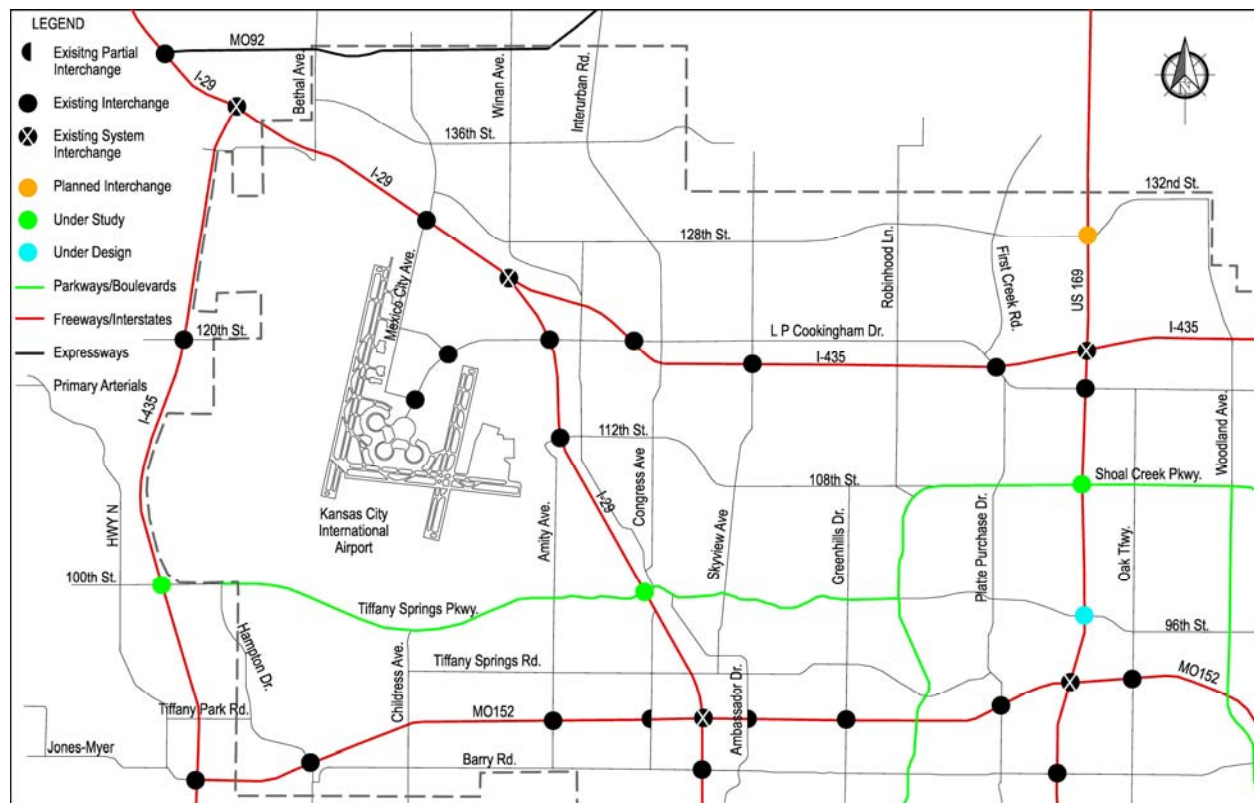 LEGEND
Exisitng Partial
Interchange
Existing Interchange
Existing System
Interchange
Planned Interchange
Under Study
Under Design
Parkways/Boulevards
Freeways/Interstates
Expressways
Primary Arterials
MO92
I-29
Bethal Ave.
Winan Ave.
Interurban Rd.
N
136th St.
I-29
132nd St.
128th St.
Robinhood Ln.
First Creek Rd.
US 169
Mexico City Ave.
120th St.
L P Cookingham Dr.
I-435
I-435
I-435
Woodland Ave.
112th St.
108th St.
Shoal Creek Pkwy.
I-29
Congress Ave
Kansas City
International
Airport
HWY N
Amity Ave.
Skyview Ave
Greenhills Dr.
Platte Purchase Dr.
Oak Tfwy.
100th St.
Tiffany Springs Pkwy.
96th St.
Hampton Dr.
Childress Ave.
Tiffany Springs Rd.
Ambassador Dr.
MO152
Tiffany Park Rd.
MO152
Jones-Myer
Barry Rd.